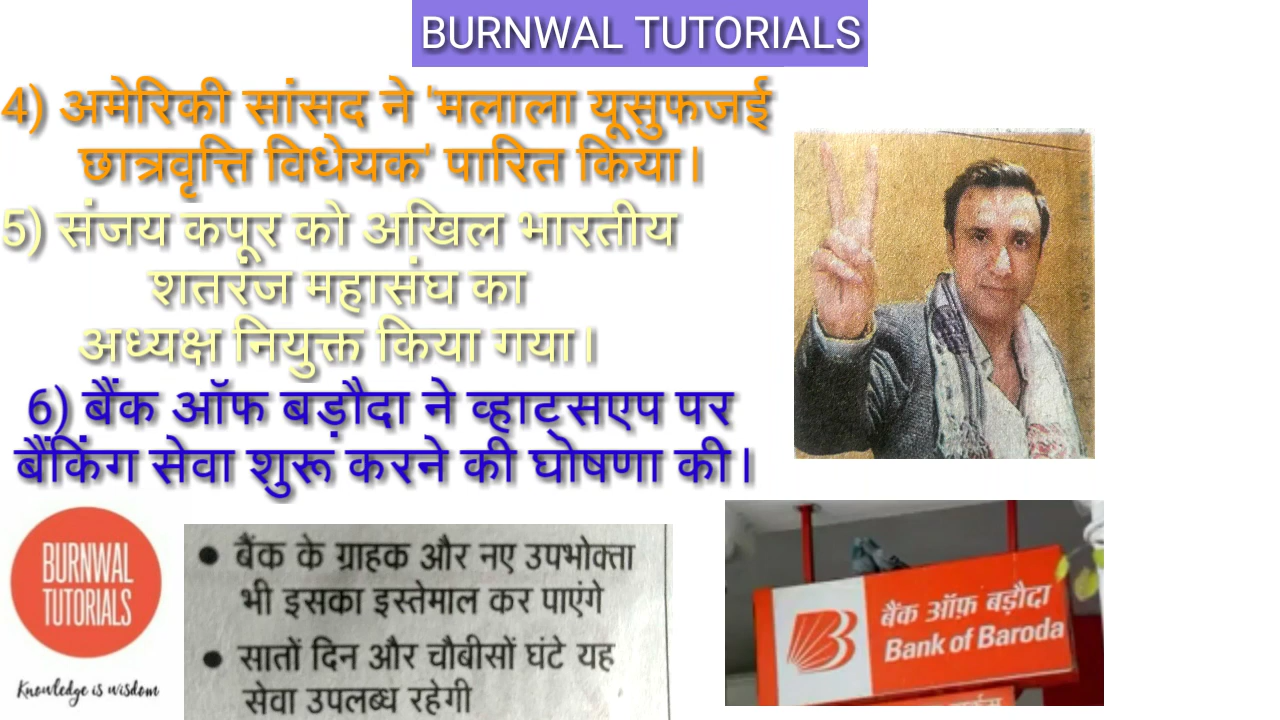 BURNWAL TUTORIALS
4) अमेरिकी सांसद ने 'मलाला यूसुफजई
छात्रवृत्ति विधेयक' पारित किया।
5) संजय कपूर को अखिल भारतीय
शतरंज महासंघ का
अध्यक्ष नियुक्त किया गया।
6) बैंक ऑफ बड़ौदा ने व्हाट्सएप पर
बैंकिंग सेवा शुरू करने की घोषणा की।
BURNWAL
TUTORIALS
Knowledge is wisdom
● बैंक के ग्राहक और नए उपभोक्ता
भी इसका इस्तेमाल कर पाएंगे
● सातों दिन और चौबीसों घंटे यह
सेवा उपलब्ध रहेगी
बैंक ऑफ़ बड़ौदा
Bank of Baroda